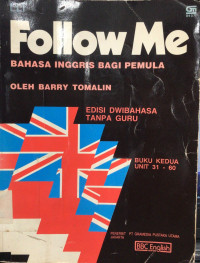 Follow Me
BAHASA INGGRIS BAGI PEMULA
OLEH BARRY TOMALIN
EDISI DWIBAHASA
TANPA GURU
BUKU KEDUA
UNIT 31 - 60
PENERBIT PT GRAMEDIA PUSTAKA UTAMA
JAKARTA
BBC English